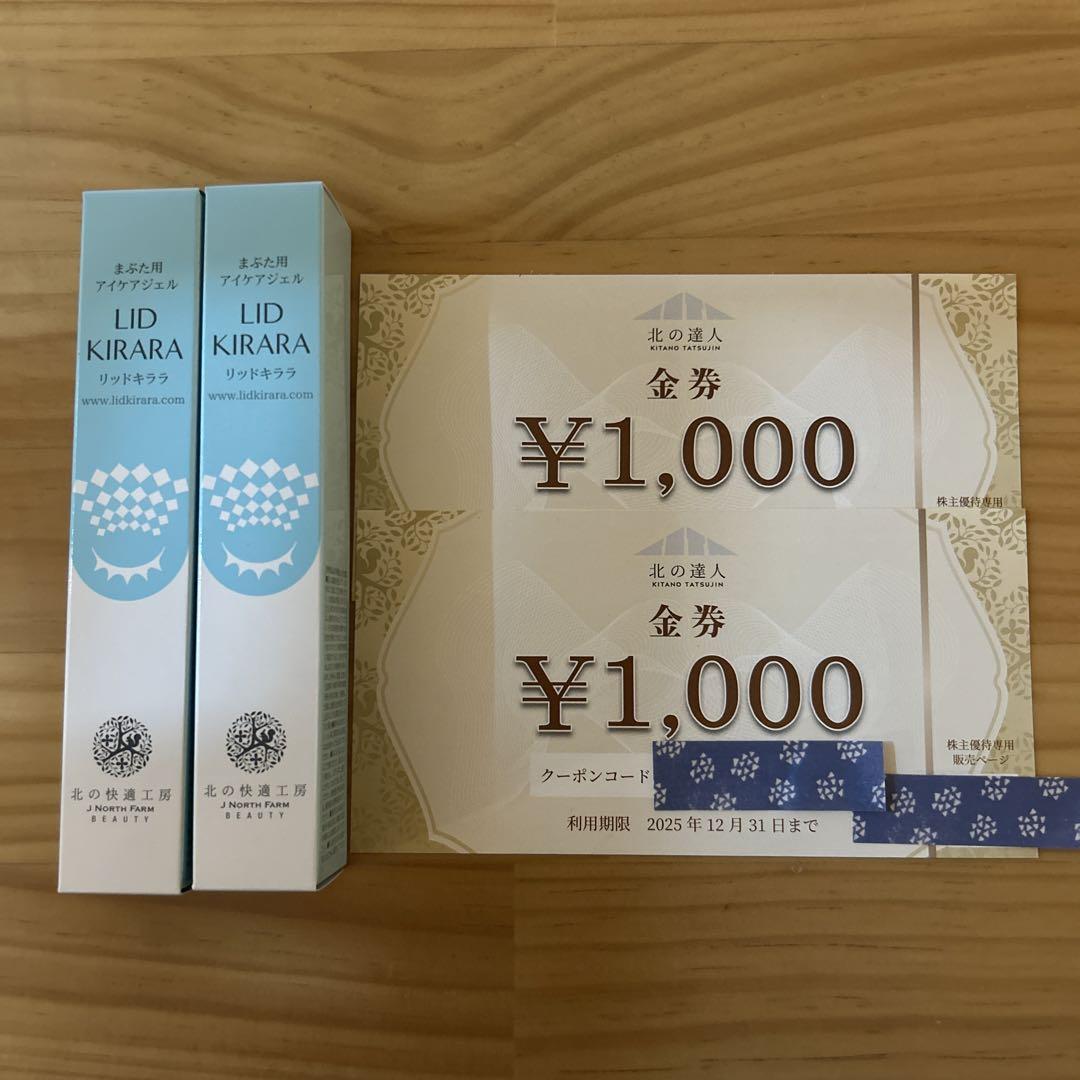 まぶた用
アイケアジェル
LID
KIRARA
リッドキララ
www.lidkirara.com
北の快適工房
J NORTH FARM
BEAUTY
まぶた用
アイケアジェル
LID
KIRARA
リッドキララ
www.lidkirara.com
北の快適工房
J NORTH FARM
BEAUTY
北の達人
KITANO TATSUJIN
金券
¥1,000
株主優待専用
北の達人
KITANO TATSUJIN
金券
¥1,000
クーポンコード
利用期限 2025年12月31日まで
株主優待専用
販売ページ